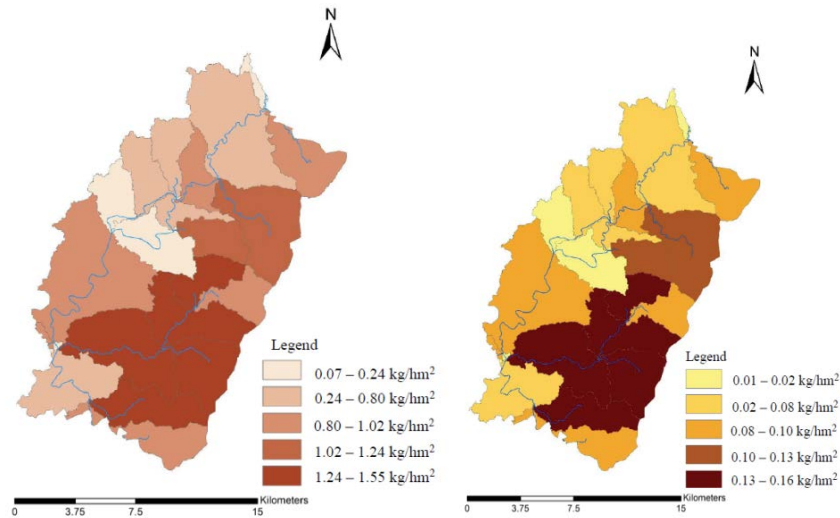 N
Legend
0.07 – 0.24 kg/hm²
0.24 – 0.80 kg/hm²
0.80 – 1.02 kg/hm²
1.02 – 1.24 kg/hm²
1.24 – 1.55 kg/hm²
Kilometers
0 3.75 7.5 15
N
Legend
0.01 – 0.02 kg/hm²
0.02 – 0.08 kg/hm²
0.08 – 0.10 kg/hm²
0.10 – 0.13 kg/hm²
0.13 – 0.16 kg/hm²
Kilometers
0 3.75 7.5 15